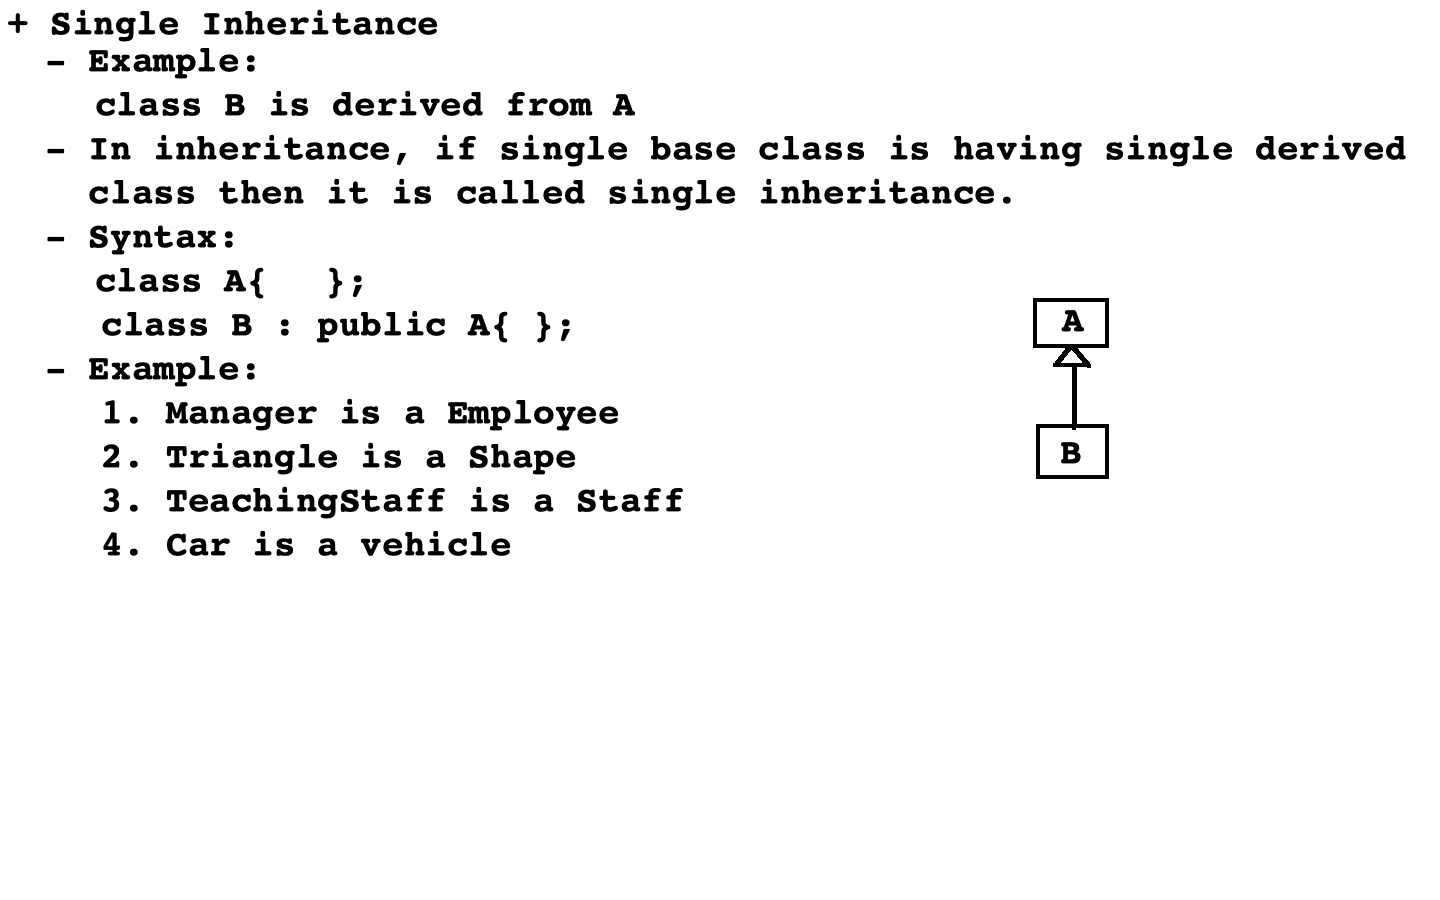 + Single Inheritance
- Example:
class B is derived from A
- In inheritance, if single base class is having single derived
class then it is called single inheritance.
- Syntax:
class A{   };
class B : public A{ };
- Example:
1. Manager is a Employee
2. Triangle is a Shape
3. TeachingStaff is a Staff
4. Car is a vehicle
A
B